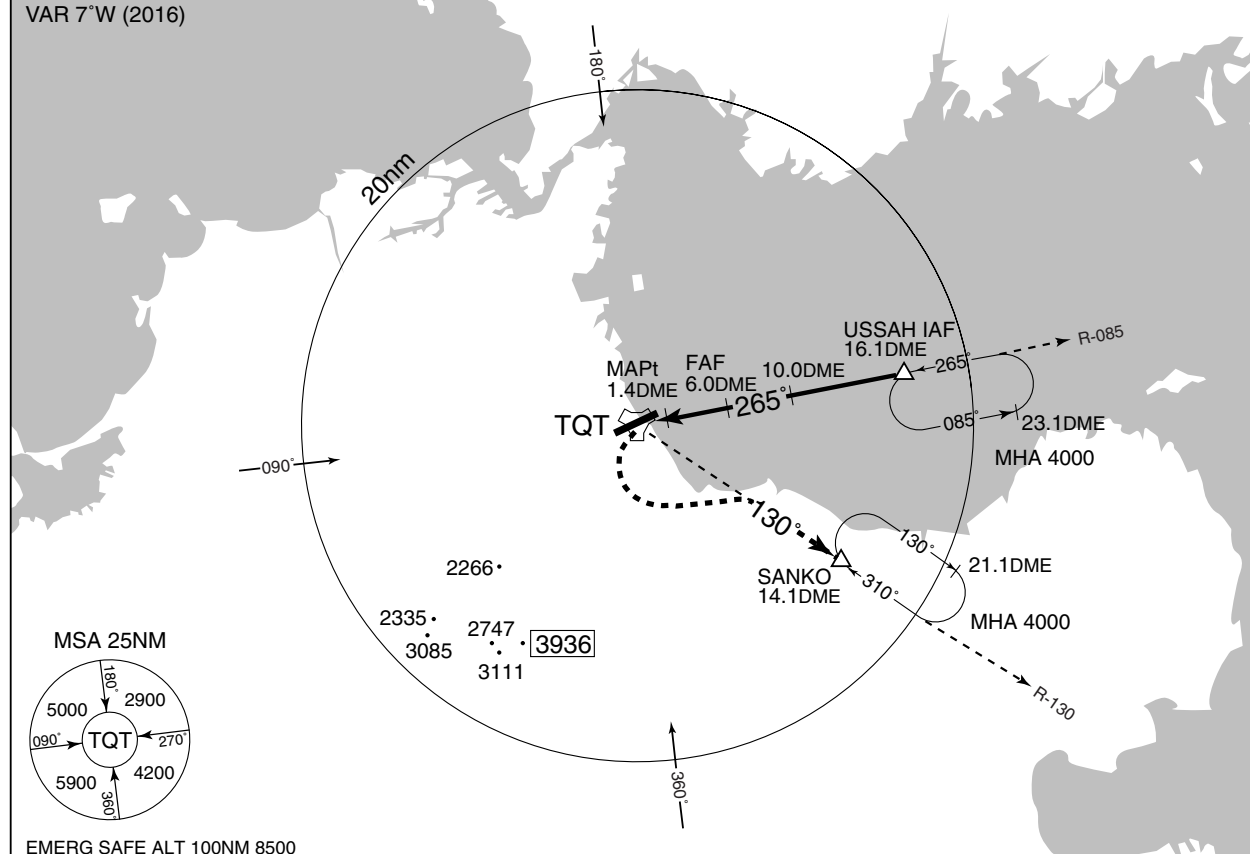 VAR 7°W (2016)
180°
20nm
USSAH IAF
16.1DME
R-085
265°
MAPt
1.4DME
FAF
6.0DME
10.0DME
265°
TQT
085°
23.1DME
MHA 4000
090°
130°
130°
21.1DME
SANKO
14.1DME
310°
MHA 4000
R-130
2266
2335
3085
2747
3936
3111
360°
MSA 25NM
180°
5000
2900
090°
TQT
270°
5900
4200
360°
EMERG SAFE ALT 100NM 8500